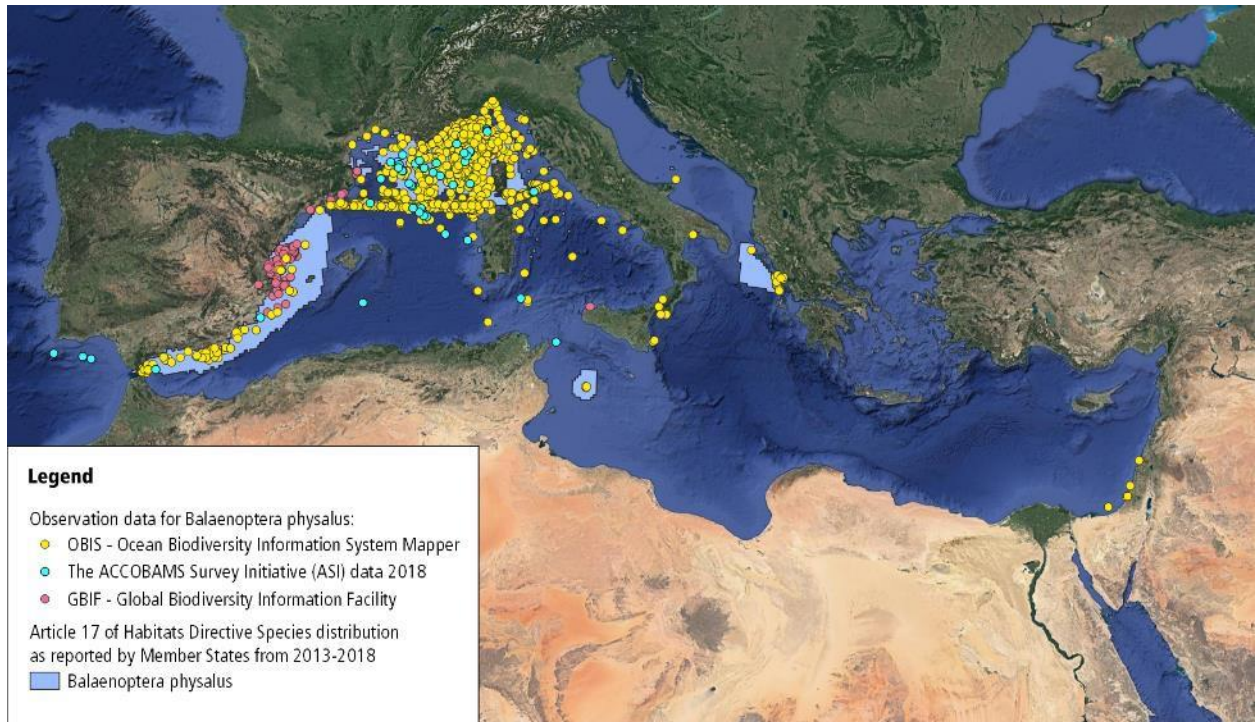 Legend
Observation data for Balaenoptera physalus:
OBIS - Ocean Biodiversity Information System Mapper
The ACCOBAMS Survey Initiative (ASI) data 2018
GBIF - Global Biodiversity Information Facility
Article 17 of Habitats Directive Species distribution
as reported by Member States from 2013-2018
Balaenoptera physalus